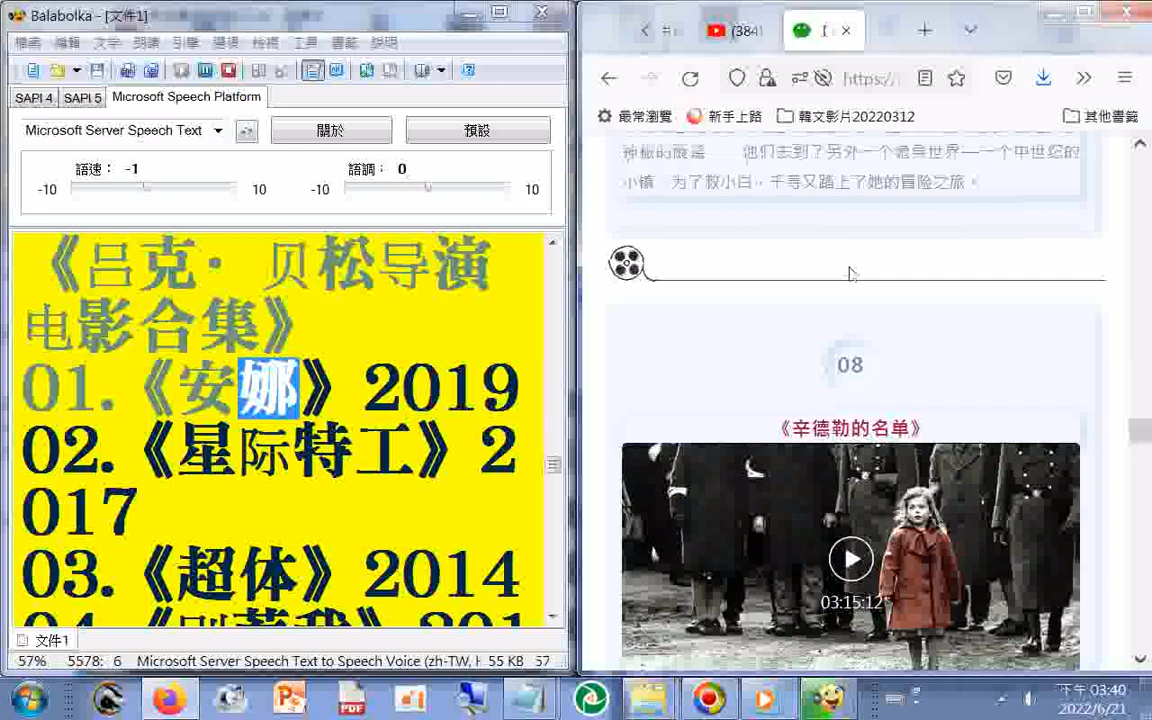 Balabolka - [文件1]
檔案 編輯 文字 朗讀 引擎 選項 檢視 工具 書籤 說明
SAPI 4 SAPI 5 Microsoft Speech Platform
Microsoft Server Speech Text
關於
預設
語速： -1
語調： 0
-10 10 -10 10
《吕克· 贝松导演
电影合集》
01.《安娜》2019
02.《星际特工》2
017
03.《超体》2014
文件1
57% 5578: 6 Microsoft Server Speech Text to Speech Voice (zh-TW, H 55 KB 37
(384)
https://
最常瀏覽 新手上路 韓文影片20220312 其他書籤
他们去到了另外一个诡异世界—一个中世纪的
小镇。为了救小白，千寻又踏上了她的冒险之旅。
08
《辛德勒的名单》
03:15:12
PDF
下午 03:40
2022/6/21